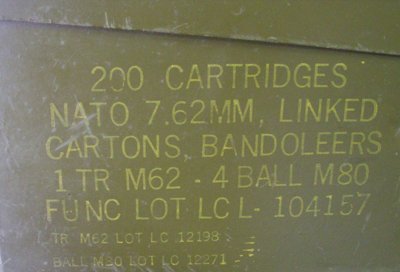 200 CARTRIDGES
NATO 7.62MM, LINKED
CARTONS, BANDOLEERS
1 TR M62 - 4 BALL M80
FUNC LOT LC L- 104157
TR M62 LOT LC 12198 -
BALL M80 LOT LC 12271 -